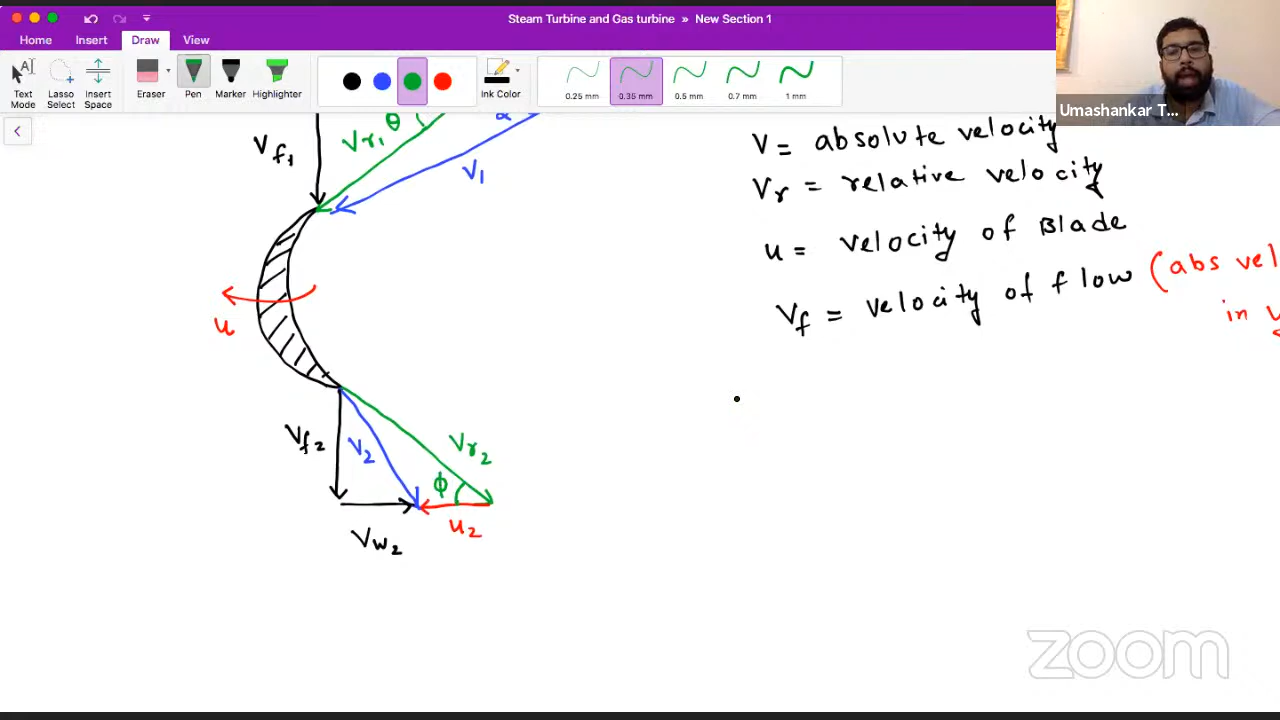 Steam Turbine and Gas turbine » New Section 1
Home Insert Draw View
Text Mode
Lasso Select
Insert Space
Eraser
Pen
Marker
Highlighter
Ink Color
0.25 mm
0.35 mm
0.5 mm
0.7 mm
1 mm
Umashankar T...
Vf1
Vr1
θ
α
V1
V = absolute velocity
Vr = relative velocity
u = velocity of Blade
Vf = velocity of flow (abs vel
in
u
Vf2
V2
Vr2
ϕ
u2
Vw2
zoom